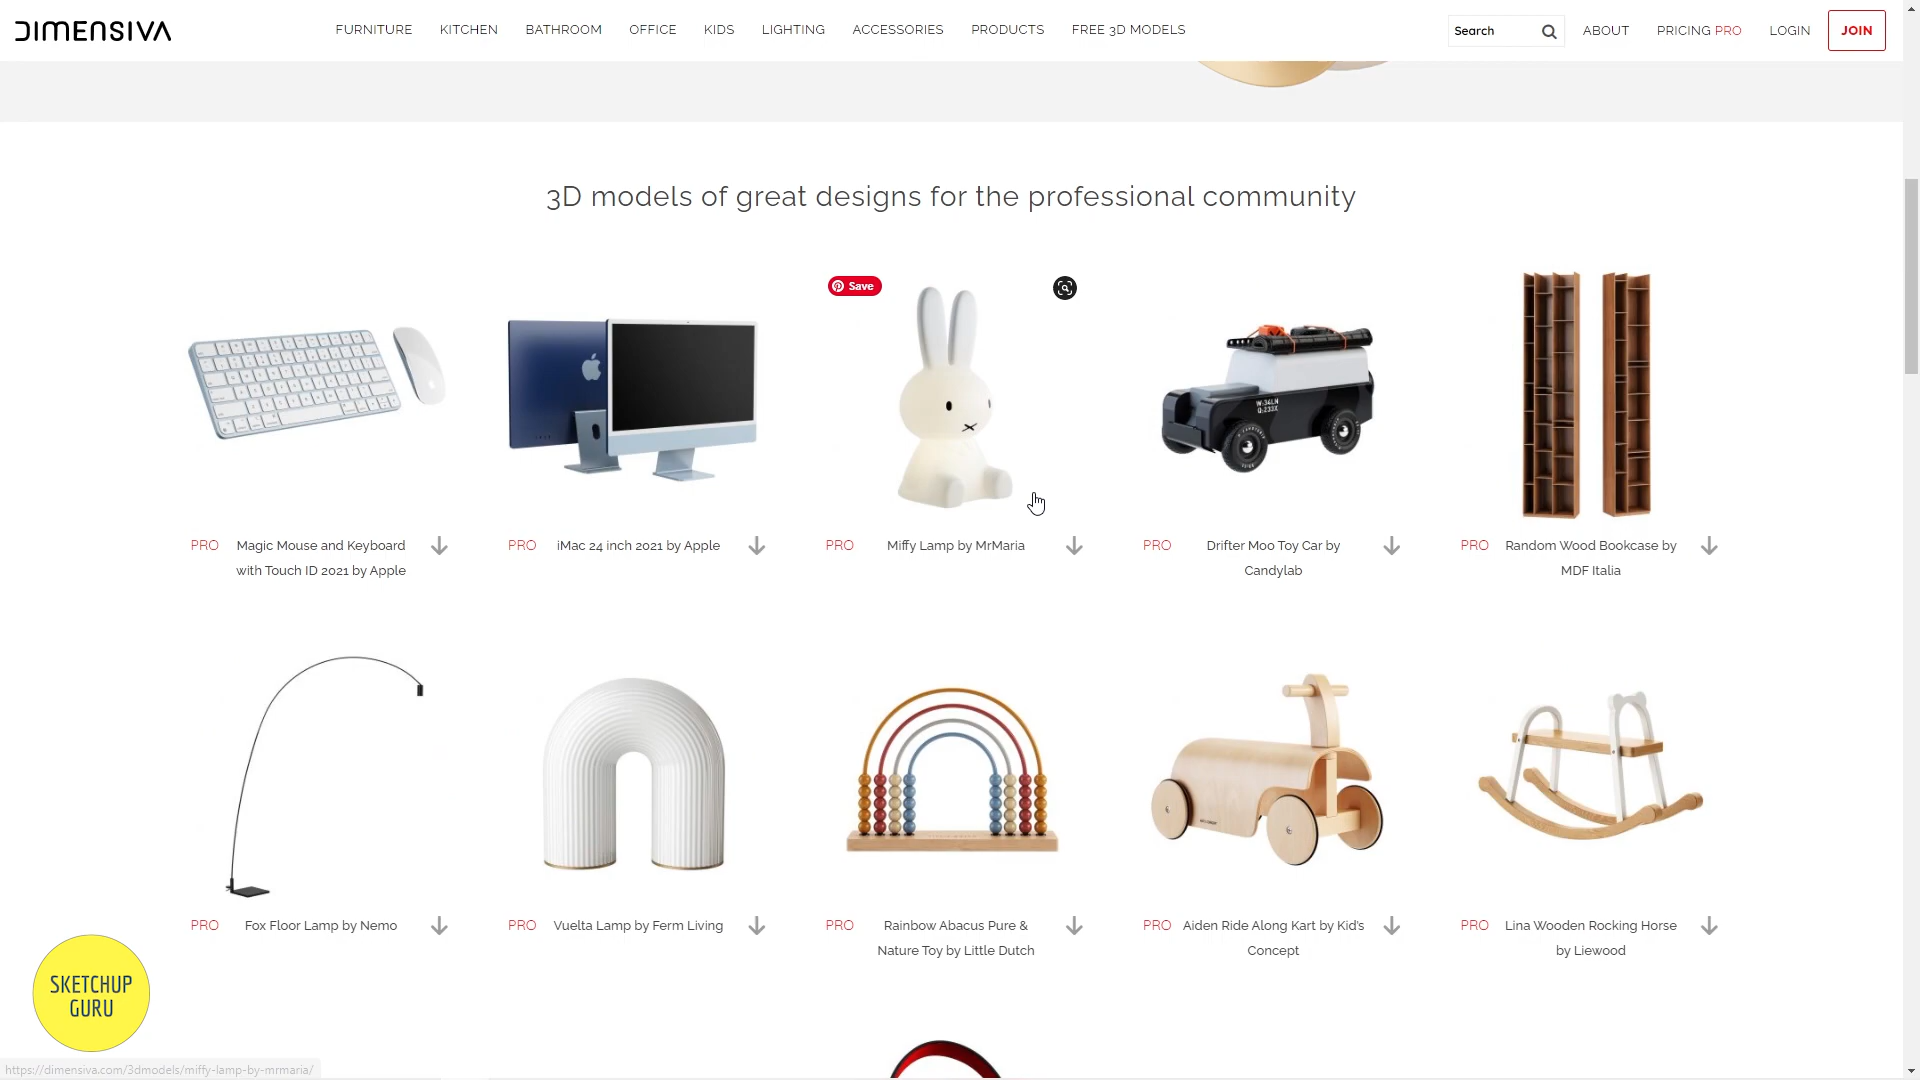 DIMENSIVA
FURNITURE
KITCHEN
BATHROOM
OFFICE
KIDS
LIGHTING
ACCESSORIES
PRODUCTS
FREE 3D MODELS
Search
ABOUT
PRICING PRO
LOGIN
JOIN
3D models of great designs for the professional community
Save
W:34LN
PRO
Magic Mouse and Keyboard
with Touch ID 2021 by Apple
PRO
iMac 24 inch 2021 by Apple
PRO
Miffy Lamp by MrMaria
PRO
Drifter Moo Toy Car by
Candylab
PRO
Random Wood Bookcase by
MDF Italia
PRO
Fox Floor Lamp by Nemo
PRO
Vuelta Lamp by Ferm Living
PRO
Rainbow Abacus Pure &
Nature Toy by Little Dutch
PRO
Aiden Ride Along Kart by Kid's
Concept
PRO
Lina Wooden Rocking Horse
by Liewood
SKETCHUP
GURU
https://dimensiva.com/3dmodels/miffy-lamp-by-mrmaria/